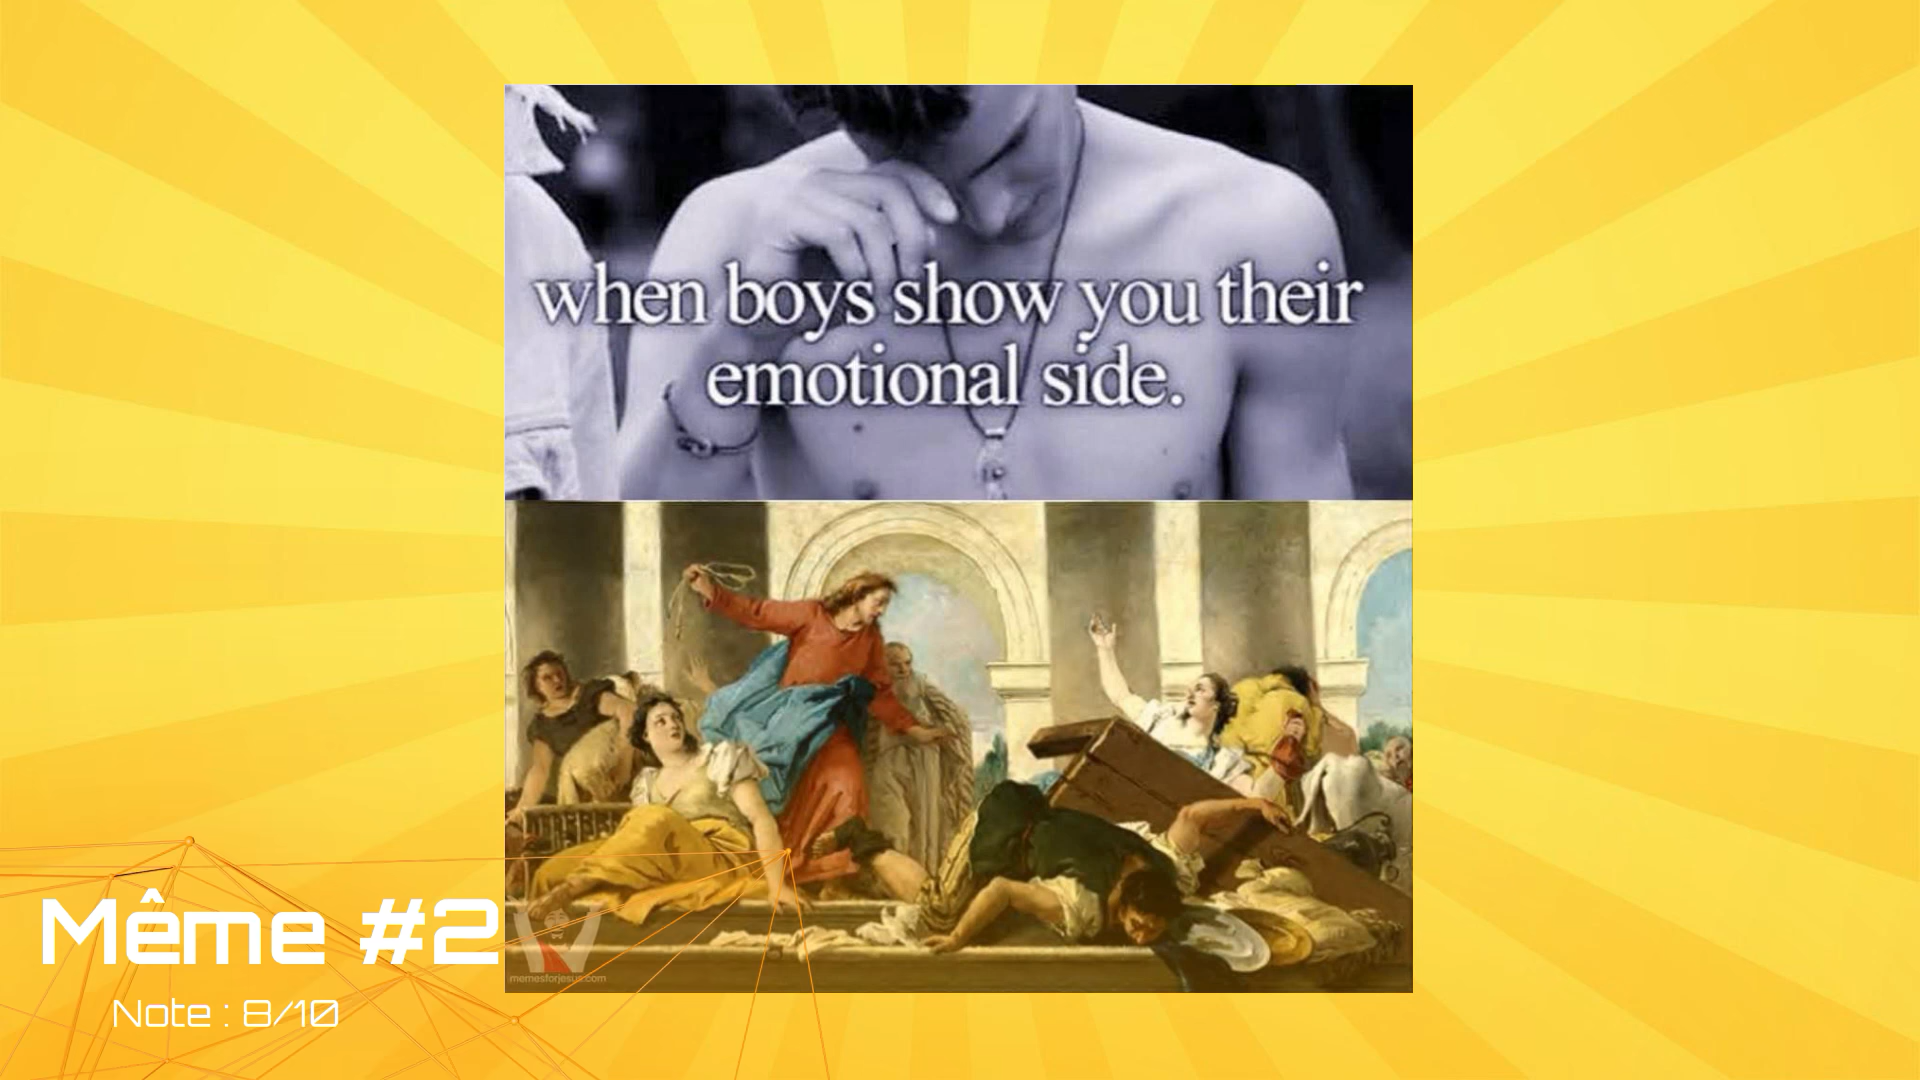 when boys show you their
emotional side.
Même #2
memesforjesus.com
Note : 8/10